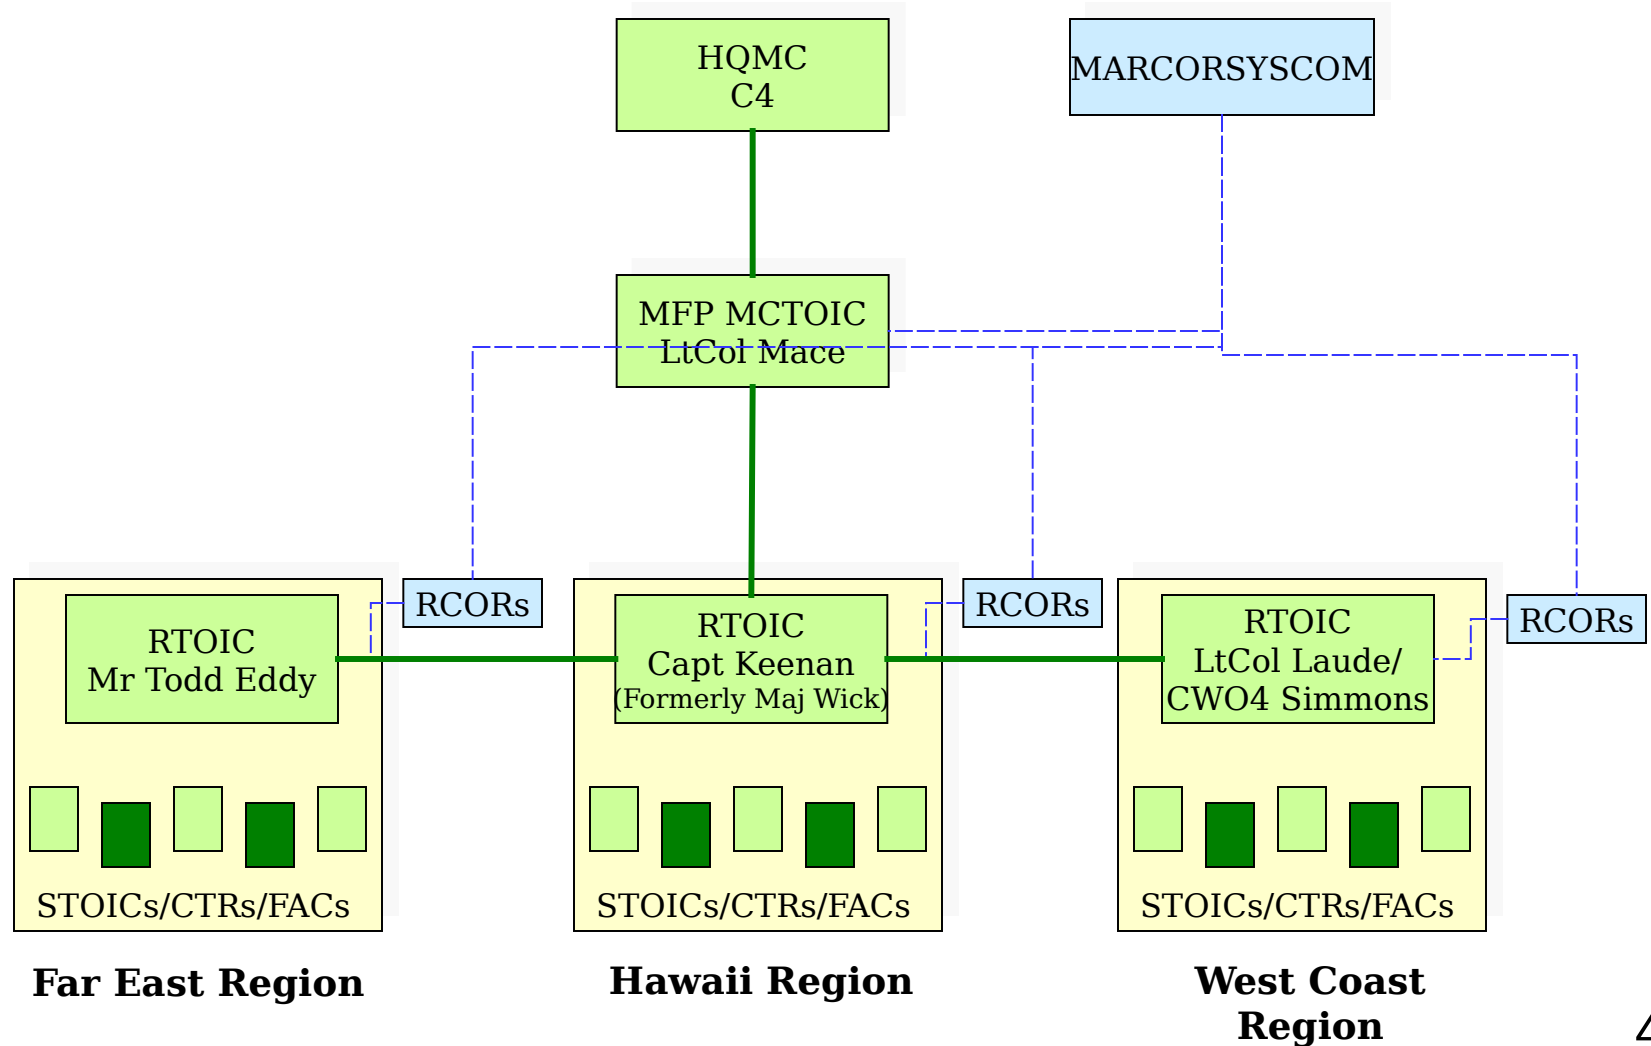 HQMC
C4
MARCORSYSCOM
MFP MCTOIC
LtCol Mace
RCORs
RCORs
RCORs
RTOIC
Mr Todd Eddy
RTOIC
Capt Keenan
(Formerly Maj Wick)
RTOIC
LtCol Laude/
CWO4 Simmons
STOICs/CTRs/FACs
STOICs/CTRs/FACs
STOICs/CTRs/FACs
Far East Region
Hawaii Region
West Coast
Region
4